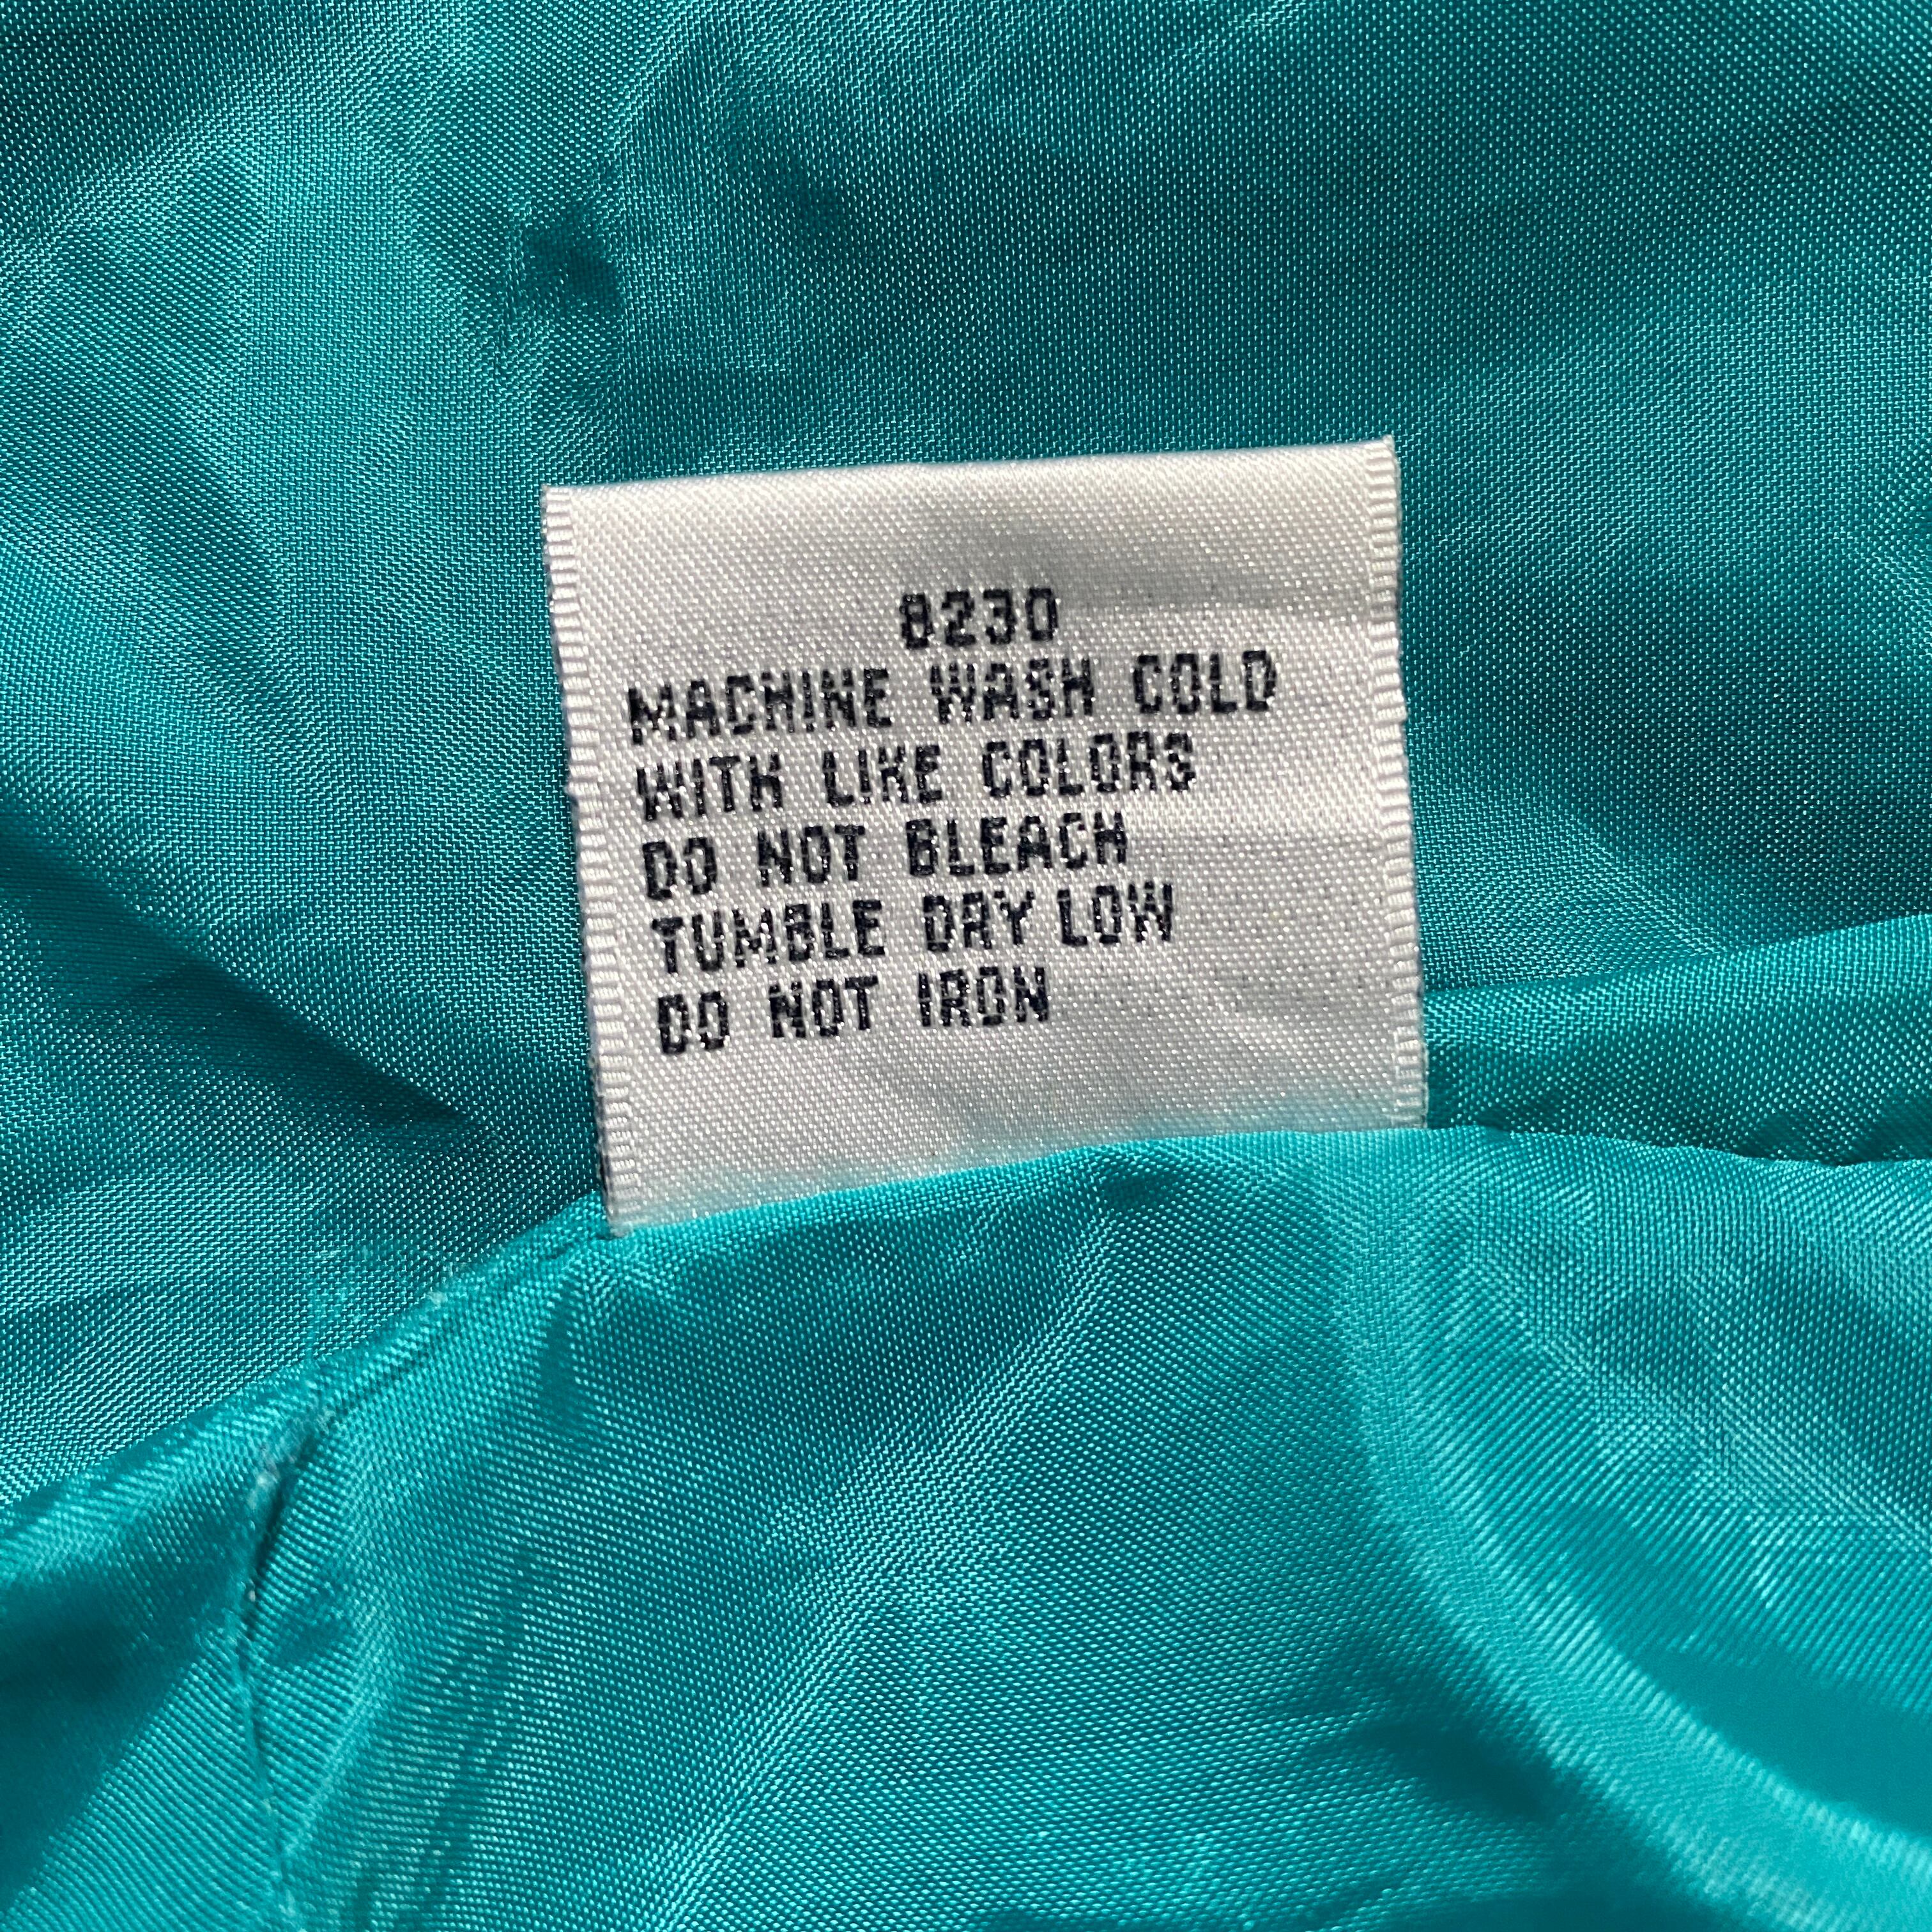 8230
MACHINE WASH COLD
WITH LIKE COLORS
DO NOT BLEACH
TUMBLE DRY LOW
DO NOT IRON